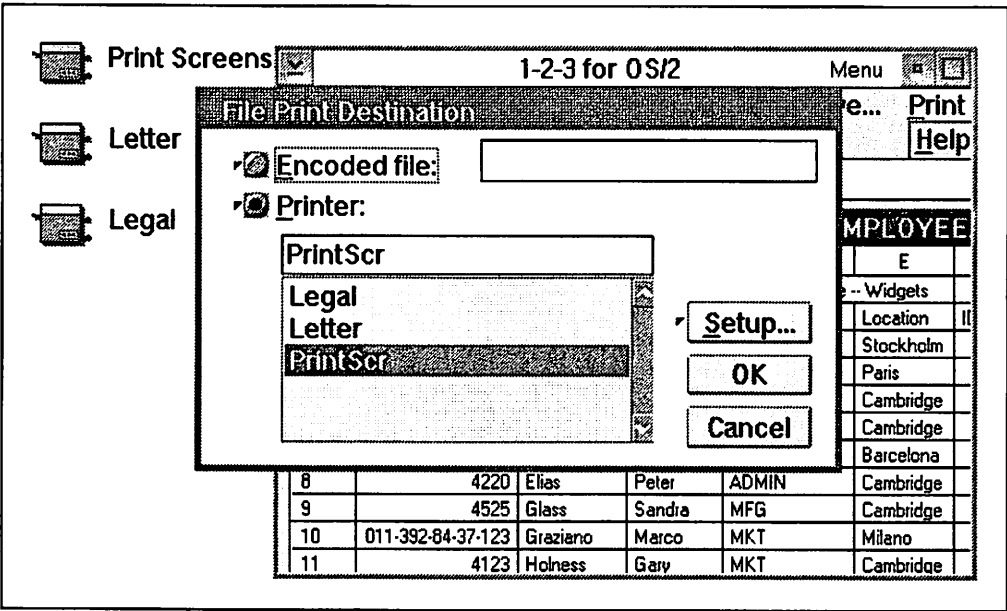 Print Screens
Letter
Legal
1-2-3 for OS/2 Menu
e... Print
Help
File Print Destination
Encoded file:
Printer:
PrintScr
Legal
Letter
PrintScr
Setup...
OK
Cancel
MPLOYEE
E
-- Widgets
Location
Stockholm
Paris
Cambridge
Cambridge
Barcelona
8 4220 Elias Peter ADMIN Cambridge
9 4525 Glass Sandra MFG Cambridge
10 011-392-84-37-123 Graziano Marco MKT Milano
11 4123 Holness Gary MKT Cambridge